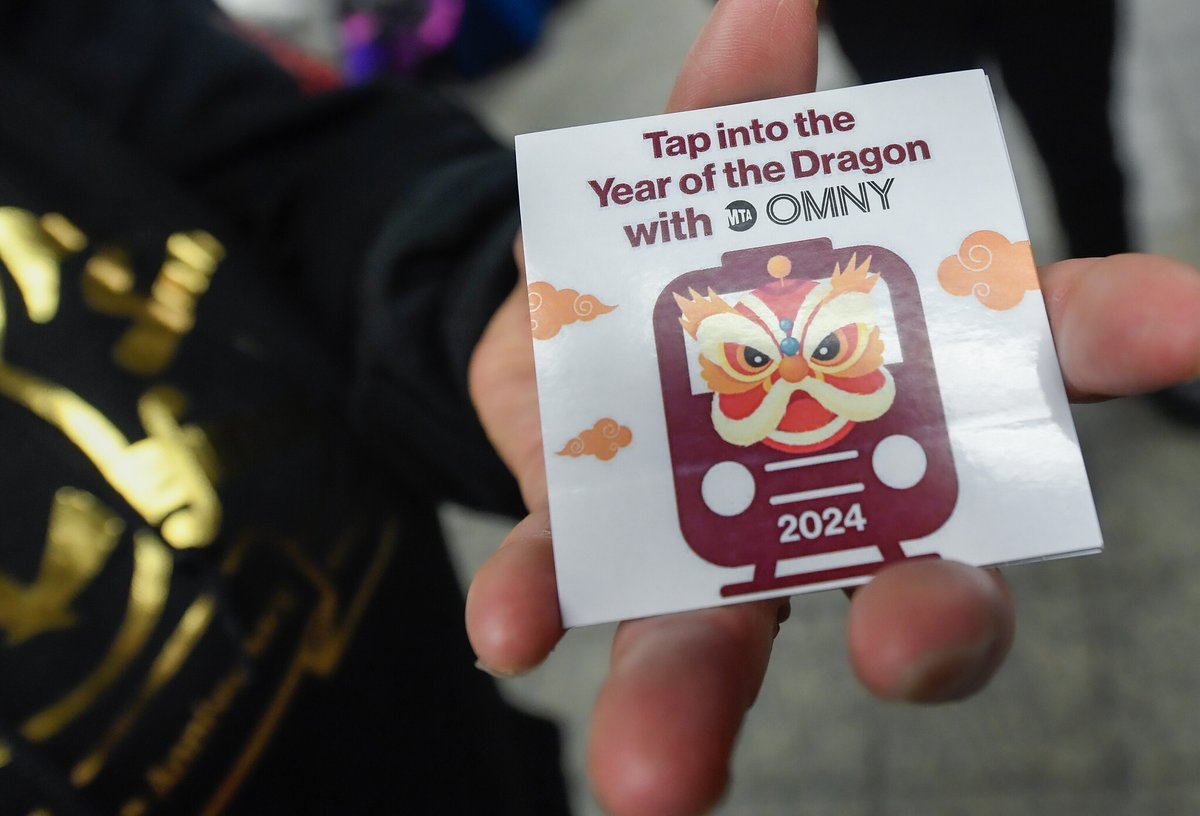 Tap into the
Year of the Dragon
with MTA OMNY
2024